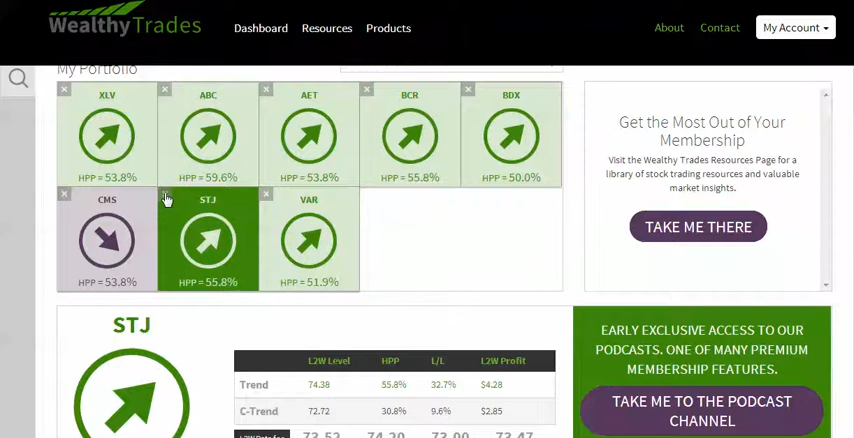 WealthyTrades
Dashboard Resources Products
About Contact My Account
My Portfolio
XLV ABC AET BCR BDX
HPP = 53.8% HPP = 59.6% HPP = 53.8% HPP = 55.8% HPP = 50.0%
CMS STJ VAR
HPP = 53.8% HPP = 55.8% HPP = 51.9%
Get the Most Out of Your
Membership
Visit the Wealthy Trades Resources Page for a
library of stock trading resources and valuable
market insights.
TAKE ME THERE
STJ
L2W Level HPP L/L L2W Profit
Trend 74.38 55.8% 32.7% $4.28
C-Trend 72.72 30.8% 9.6% $2.85
L2W Data for 73.52 74.20 73.00 73.47
EARLY EXCLUSIVE ACCESS TO OUR
PODCASTS. ONE OF MANY PREMIUM
MEMBERSHIP FEATURES.
TAKE ME TO THE PODCAST
CHANNEL